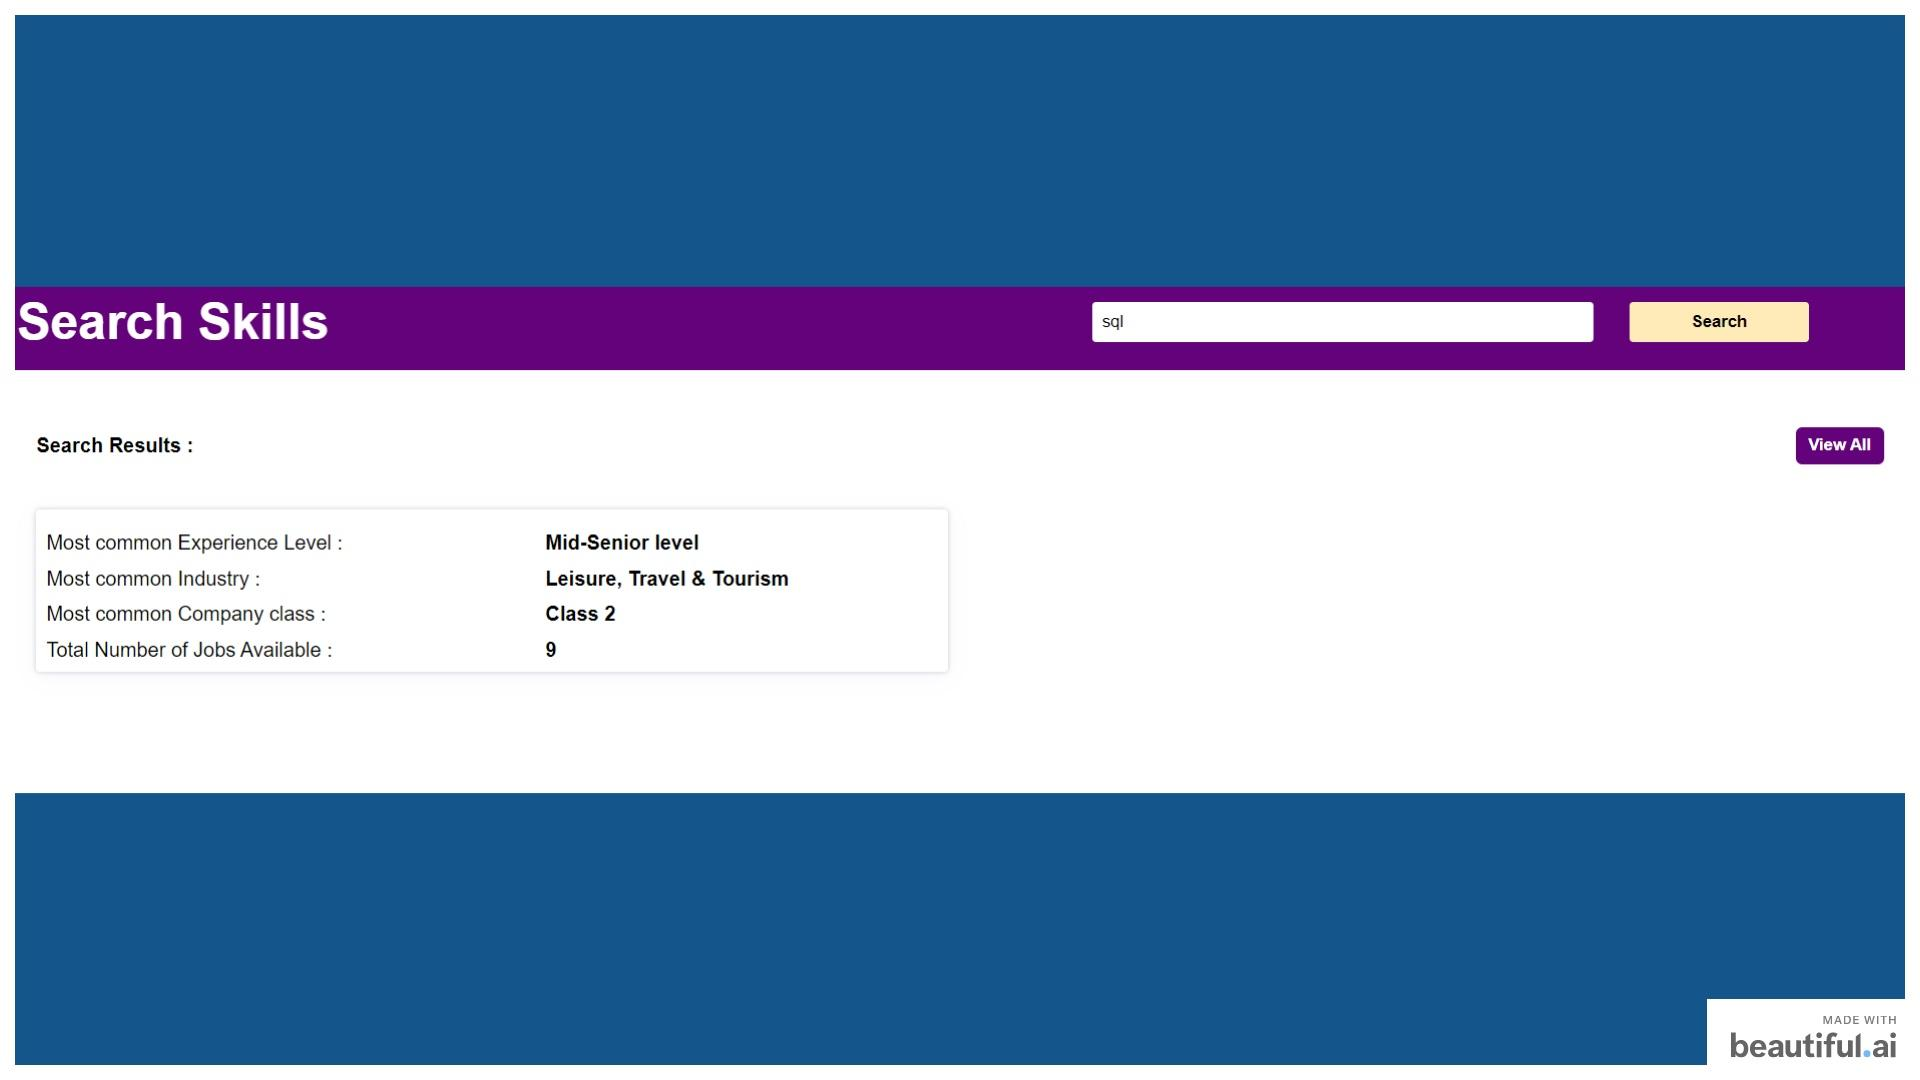 Search Skills
sql
Search
Search Results :
View All
Most common Experience Level : Mid-Senior level
Most common Industry : Leisure, Travel & Tourism
Most common Company class : Class 2
Total Number of Jobs Available : 9
MADE WITH
beautiful.ai